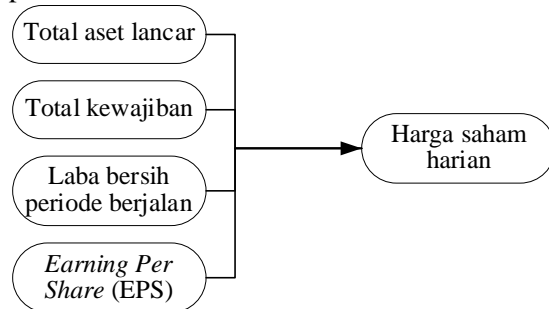 Total aset lancar
Total kewajiban
Laba bersih
periode berjalan
Earning Per
Share (EPS)
Harga saham
harian